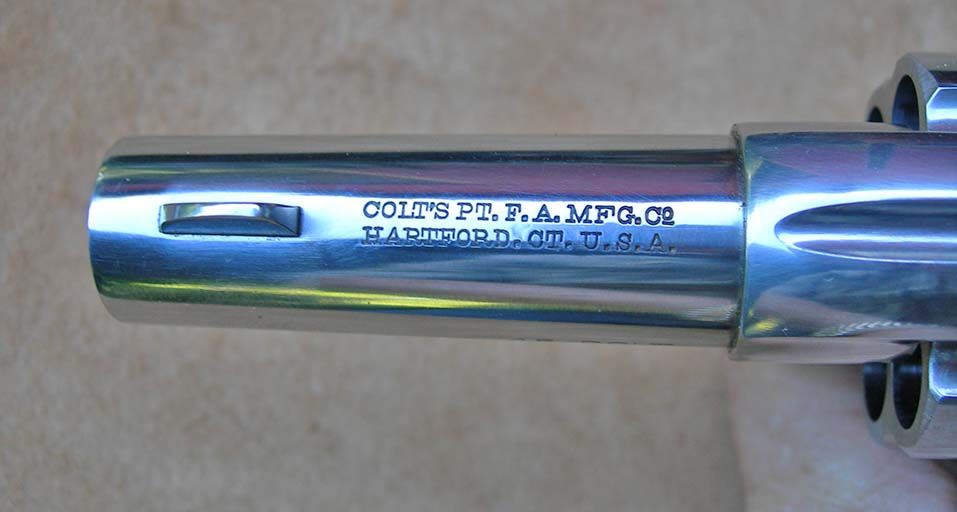 COLT'S PT. F. A. MFG. Cº
HARTFORD. CT. U. S. A.